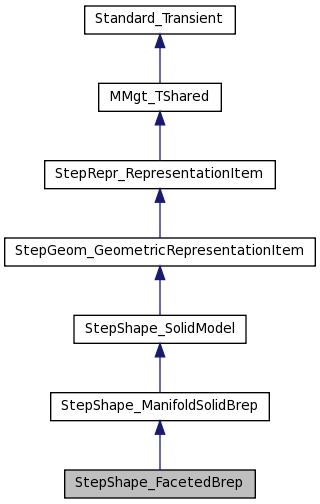 Standard_Transient
MMgt_TShared
StepRepr_RepresentationItem
StepGeom_GeometricRepresentationItem
StepShape_SolidModel
StepShape_ManifoldSolidBrep
StepShape_FacetedBrep